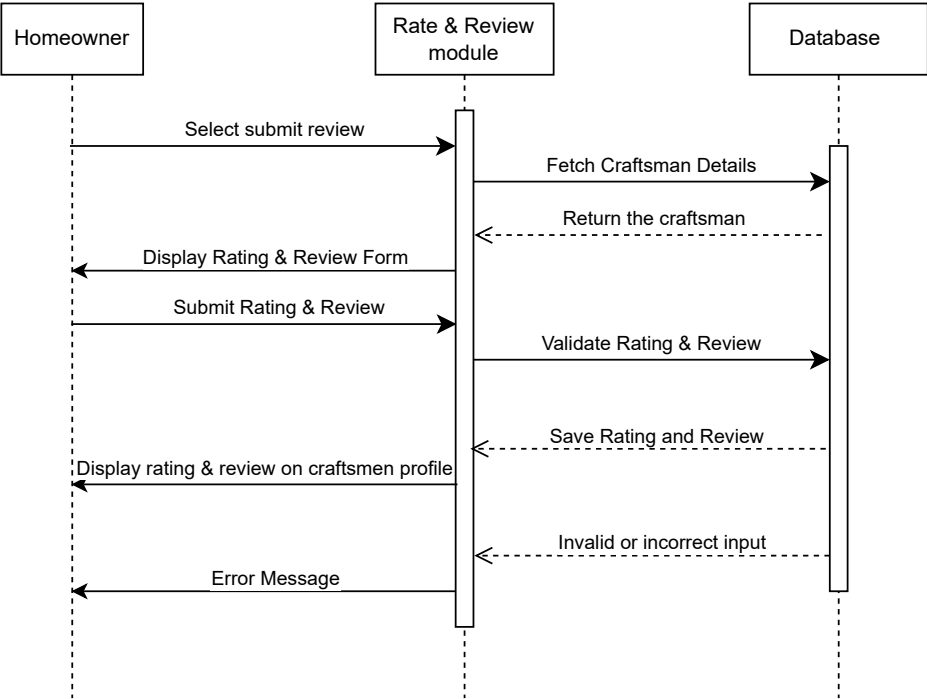 Homeowner
Rate & Review
module
Database
Select submit review
Fetch Craftsman Details
Return the craftsman
Display Rating & Review Form
Submit Rating & Review
Validate Rating & Review
Save Rating and Review
Display rating & review on craftsmen profile
Invalid or incorrect input
Error Message